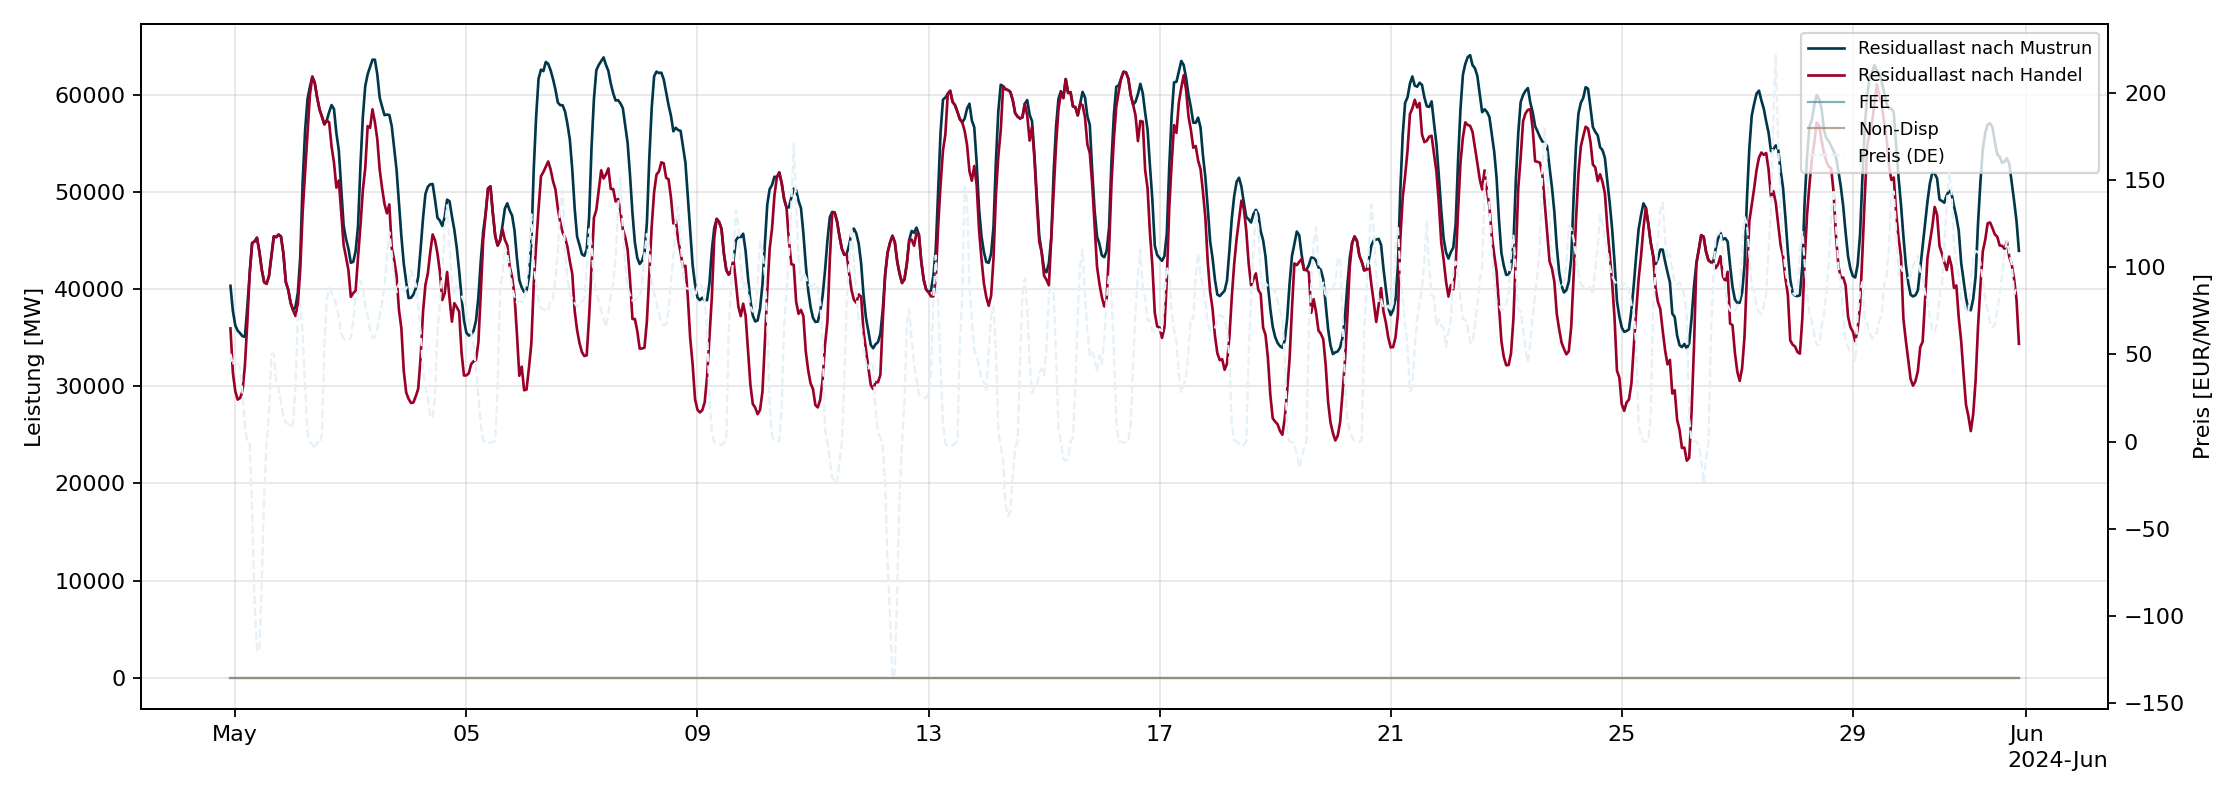 Residuallast nach Mustrun
Residuallast nach Handel
FEE
Non-Disp
Preis (DE)
Leistung [MW]
60000
50000
40000
30000
20000
10000
0
Preis [EUR/MWh]
200
150
100
50
0
−50
−100
−150
May
05
09
13
17
21
25
29
Jun
2024-Jun